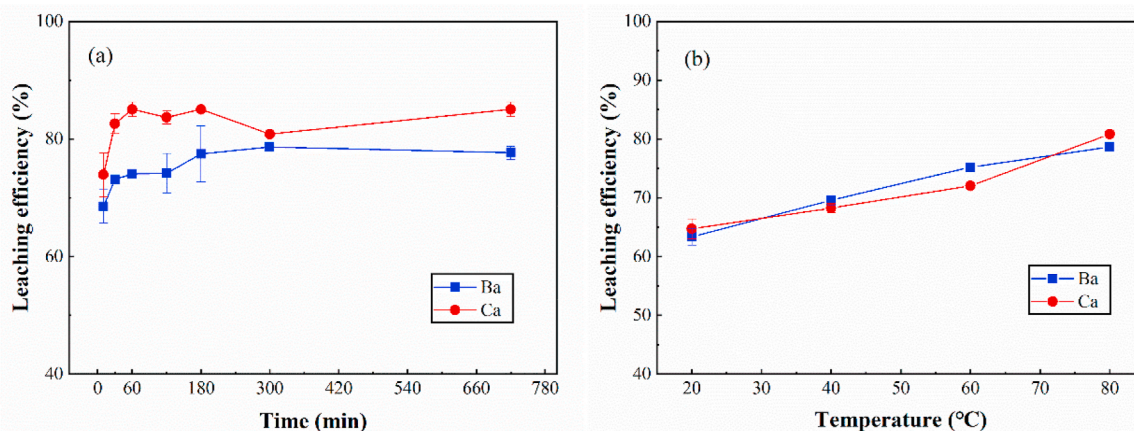 (a)
Leaching efficiency (%)
100
80
60
40
0 60 180 300 420 540 660 780
Time (min)
Ba
Ca
(b)
Leaching efficiency (%)
100
90
80
70
60
50
40
20 30 40 50 60 70 80
Temperature (°C)
Ba
Ca